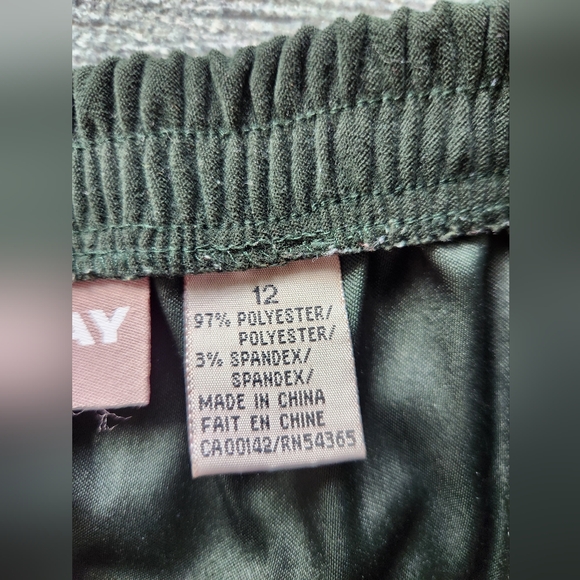 AY
12
97% POLYESTER/
POLYESTER/
3% SPANDEX/
SPANDEX/
MADE IN CHINA
FAIT EN CHINE
CA00142/RN54365